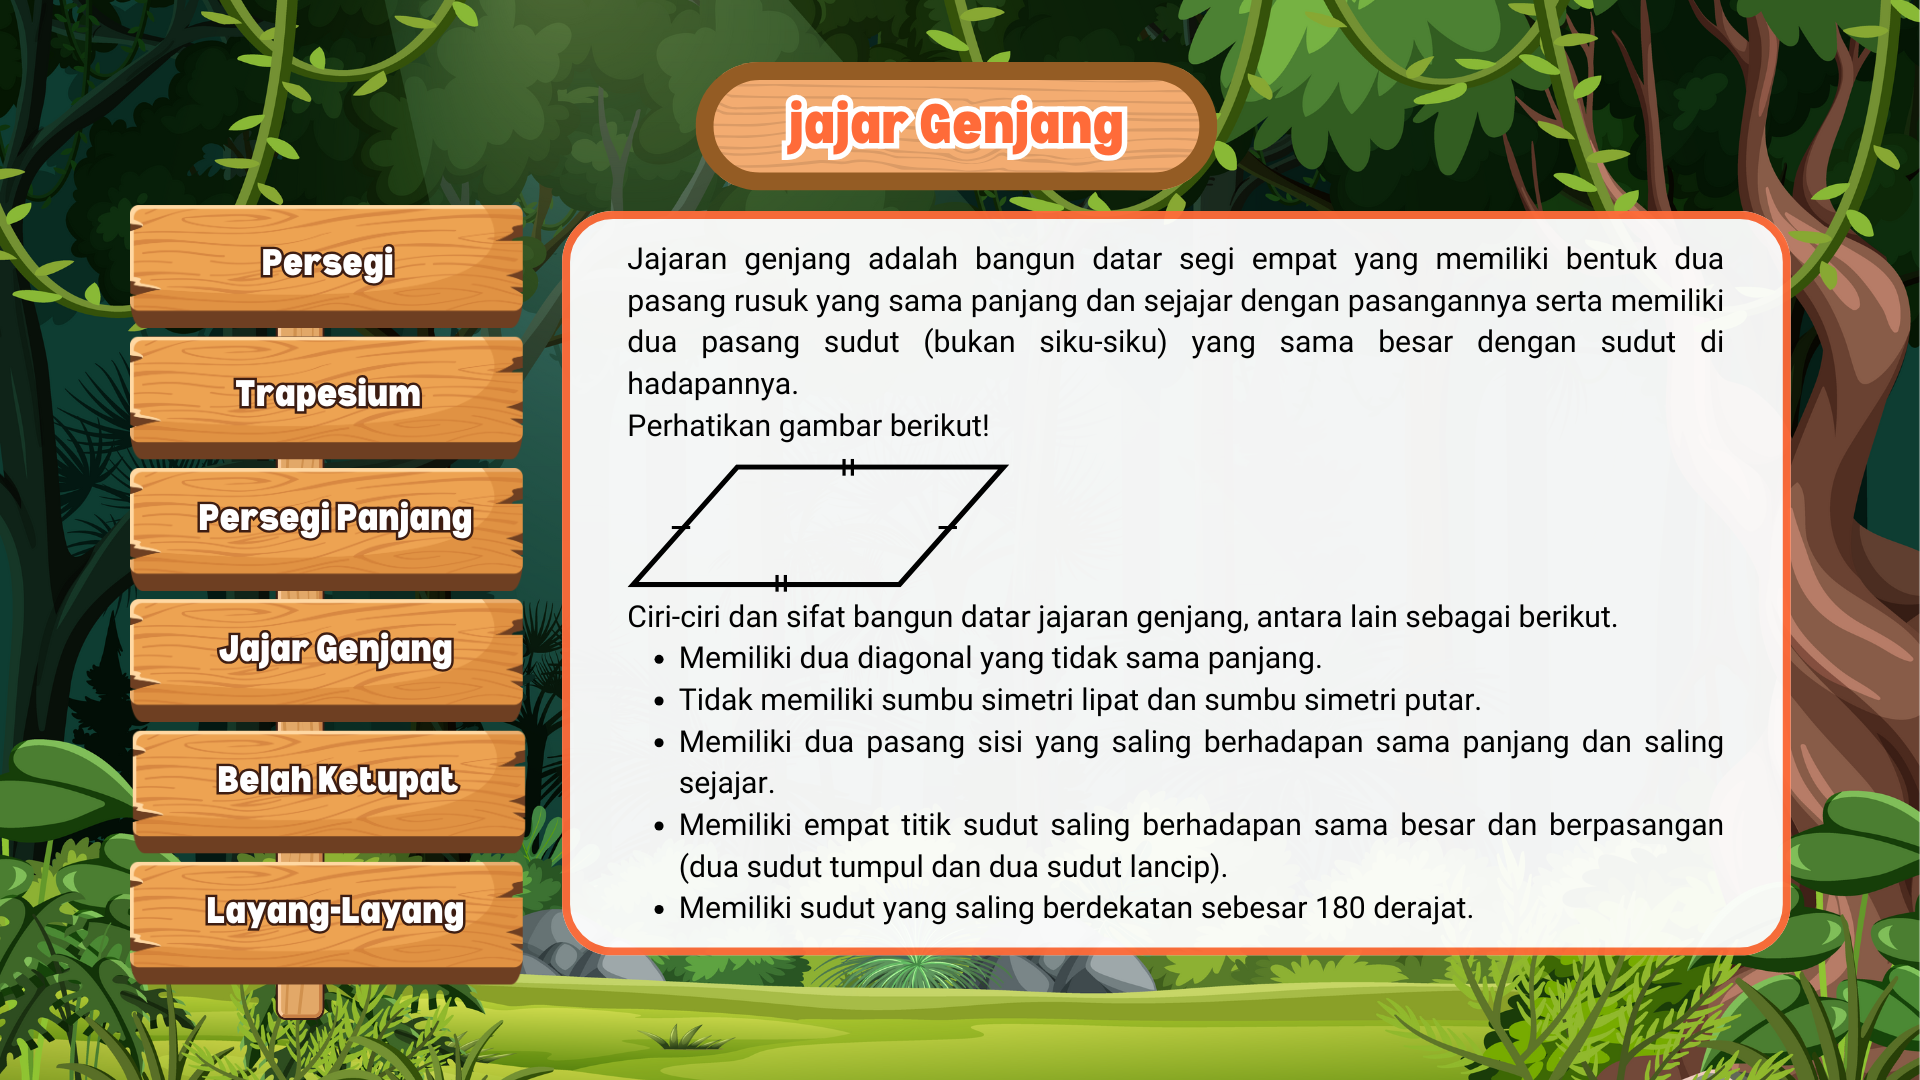 jajar Genjang
Persegi
Trapesium
Persegi Panjang
Jajar Genjang
Belah Ketupat
Layang-Layang
Jajaran genjang adalah bangun datar segi empat yang memiliki bentuk dua
pasang rusuk yang sama panjang dan sejajar dengan pasangannya serta memiliki
dua pasang sudut (bukan siku-siku) yang sama besar dengan sudut di
hadapannya.
Perhatikan gambar berikut!
Ciri-ciri dan sifat bangun datar jajaran genjang, antara lain sebagai berikut.
• Memiliki dua diagonal yang tidak sama panjang.
• Tidak memiliki sumbu simetri lipat dan sumbu simetri putar.
• Memiliki dua pasang sisi yang saling berhadapan sama panjang dan saling
sejajar.
• Memiliki empat titik sudut saling berhadapan sama besar dan berpasangan
(dua sudut tumpul dan dua sudut lancip).
• Memiliki sudut yang saling berdekatan sebesar 180 derajat.